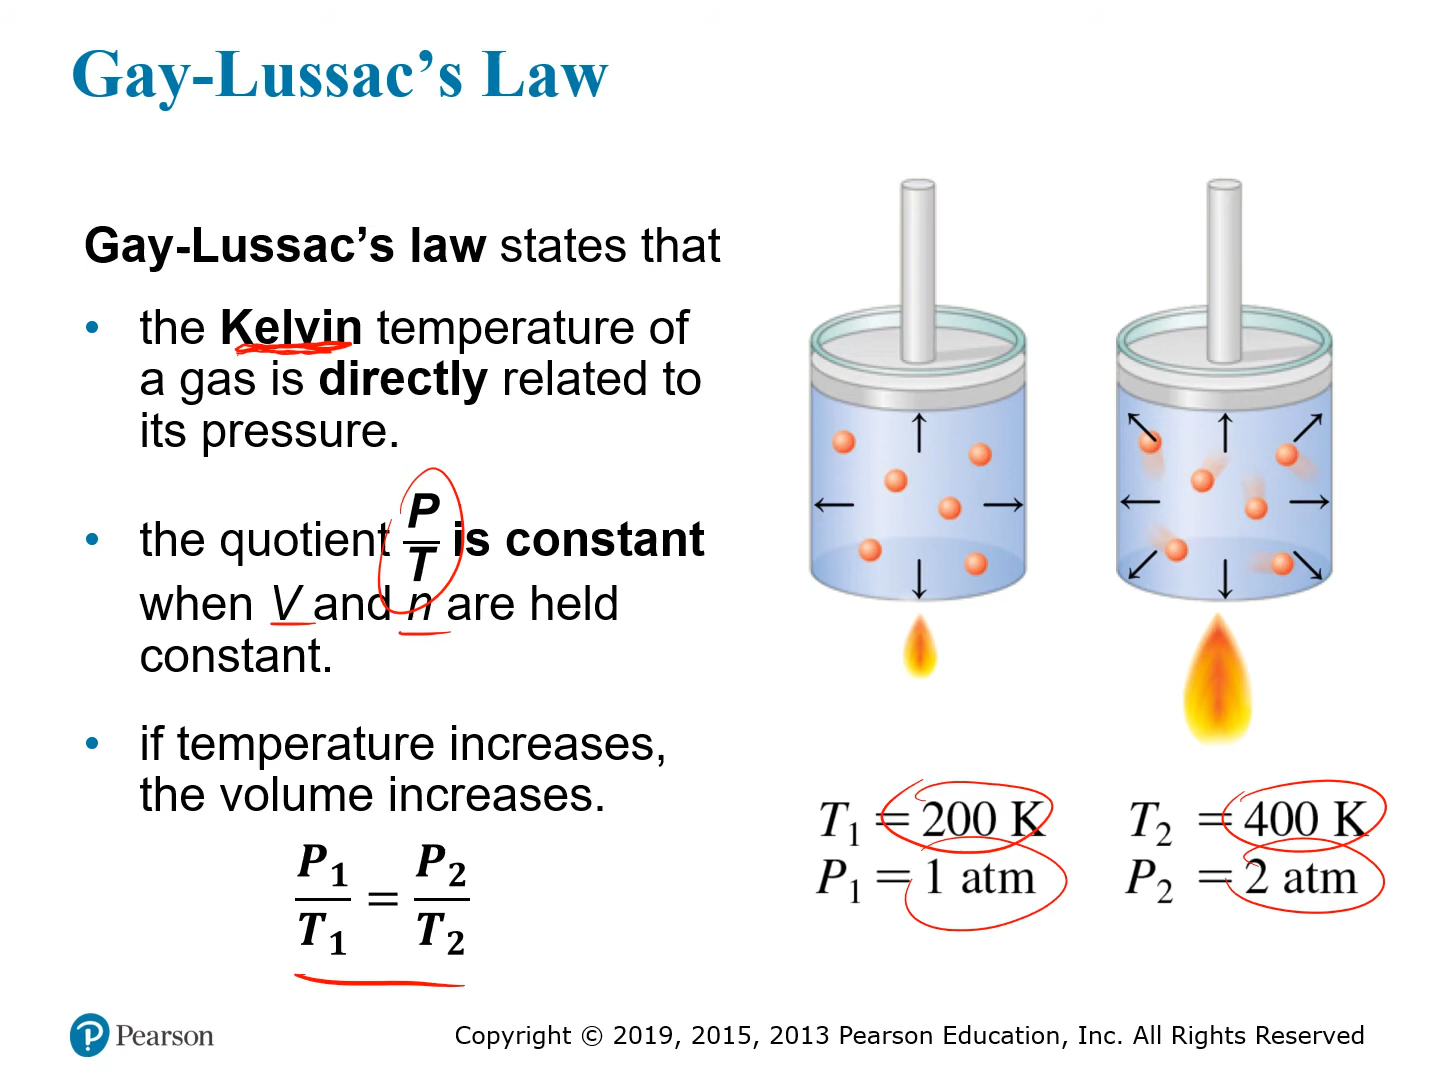 Gay-Lussac’s Law
Gay-Lussac’s law states that
• the Kelvin temperature of
a gas is directly related to
its pressure.
• the quotient P/T is constant
when V and n are held
constant.
• if temperature increases,
the volume increases.
P₁/T₁ = P₂/T₂
T₁ = 200 K
P₁ = 1 atm
T₂ = 400 K
P₂ = 2 atm
Pearson
Copyright © 2019, 2015, 2013 Pearson Education, Inc. All Rights Reserved